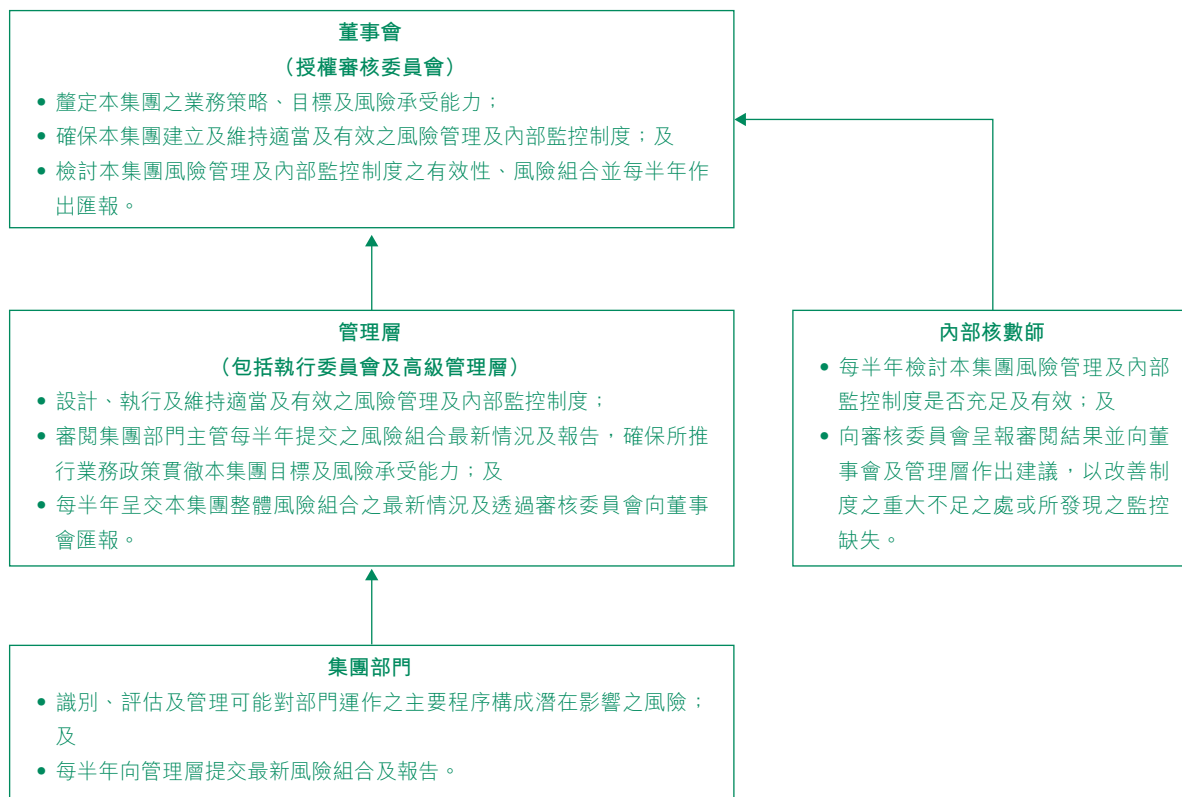 董事會
（授權審核委員會）
• 釐定本集團之業務策略、目標及風險承受能力；
• 確保本集團建立及維持適當及有效之風險管理及內部監控制度；及
• 檢討本集團風險管理及內部監控制度之有效性、風險組合並每半年作
出匯報。
管理層
（包括執行委員會及高級管理層）
• 設計、執行及維持適當及有效之風險管理及內部監控制度；
• 審閱集團部門主管每半年提交之風險組合最新情況及報告，確保所推
行業務政策貫徹本集團目標及風險承受能力；及
• 每半年呈交本集團整體風險組合之最新情況及透過審核委員會向董事
會匯報。
內部核數師
• 每半年檢討本集團風險管理及內部
監控制度是否充足及有效；及
• 向審核委員會呈報審閱結果並向董
事會及管理層作出建議，以改善制
度之重大不足之處或所發現之監控
缺失。
集團部門
• 識別、評估及管理可能對部門運作之主要程序構成潛在影響之風險；
及
• 每半年向管理層提交最新風險組合及報告。